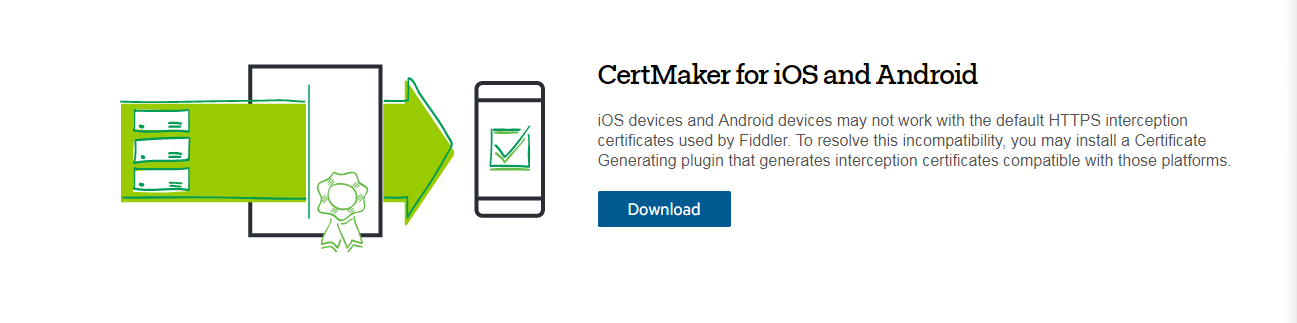 CertMaker for iOS and Android
iOS devices and Android devices may not work with the default HTTPS interception
certificates used by Fiddler. To resolve this incompatibility, you may install a Certificate
Generating plugin that generates interception certificates compatible with those platforms.
Download